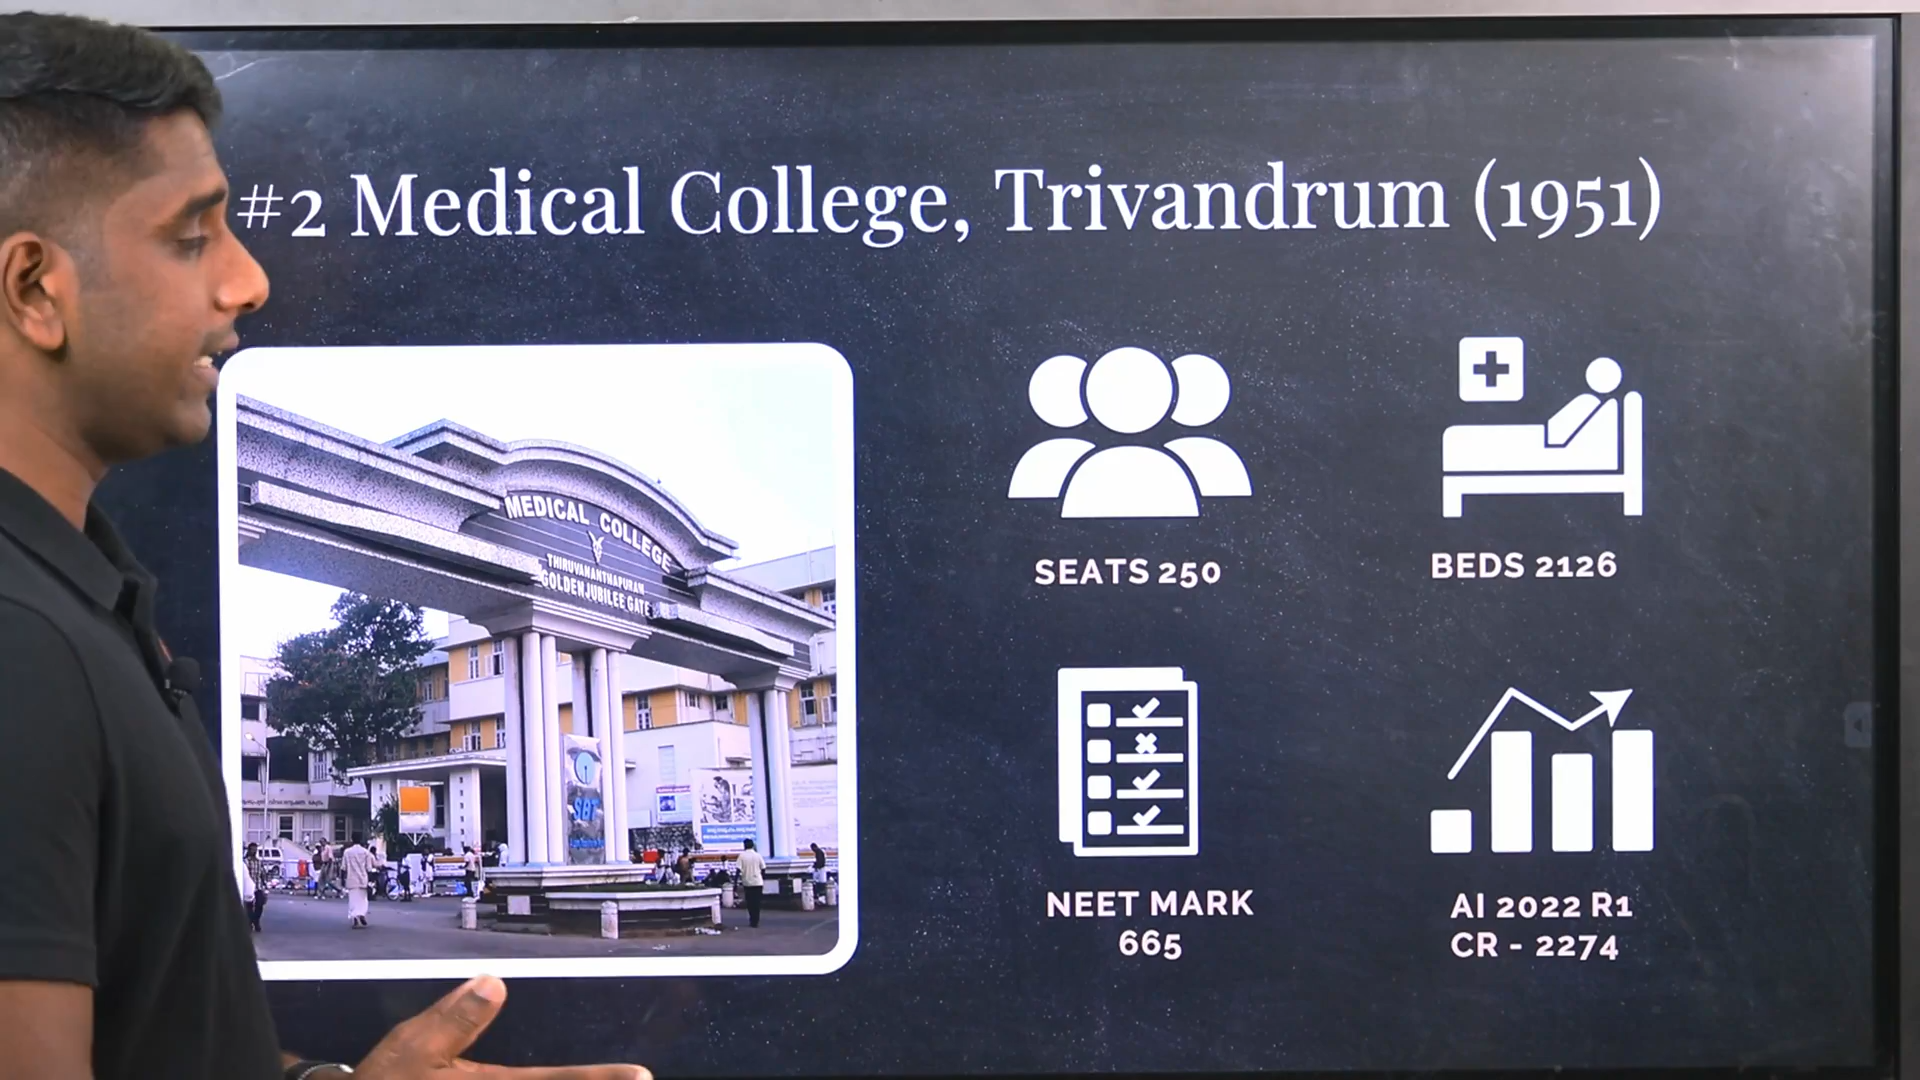 #2 Medical College, Trivandrum (1951)
MEDICAL COLLEGE
THIRUVANANTHAPURAM
GOLDEN JUBILEE GATE
SBT
SEATS 250
BEDS 2126
NEET MARK
665
AI 2022 R1
CR - 2274